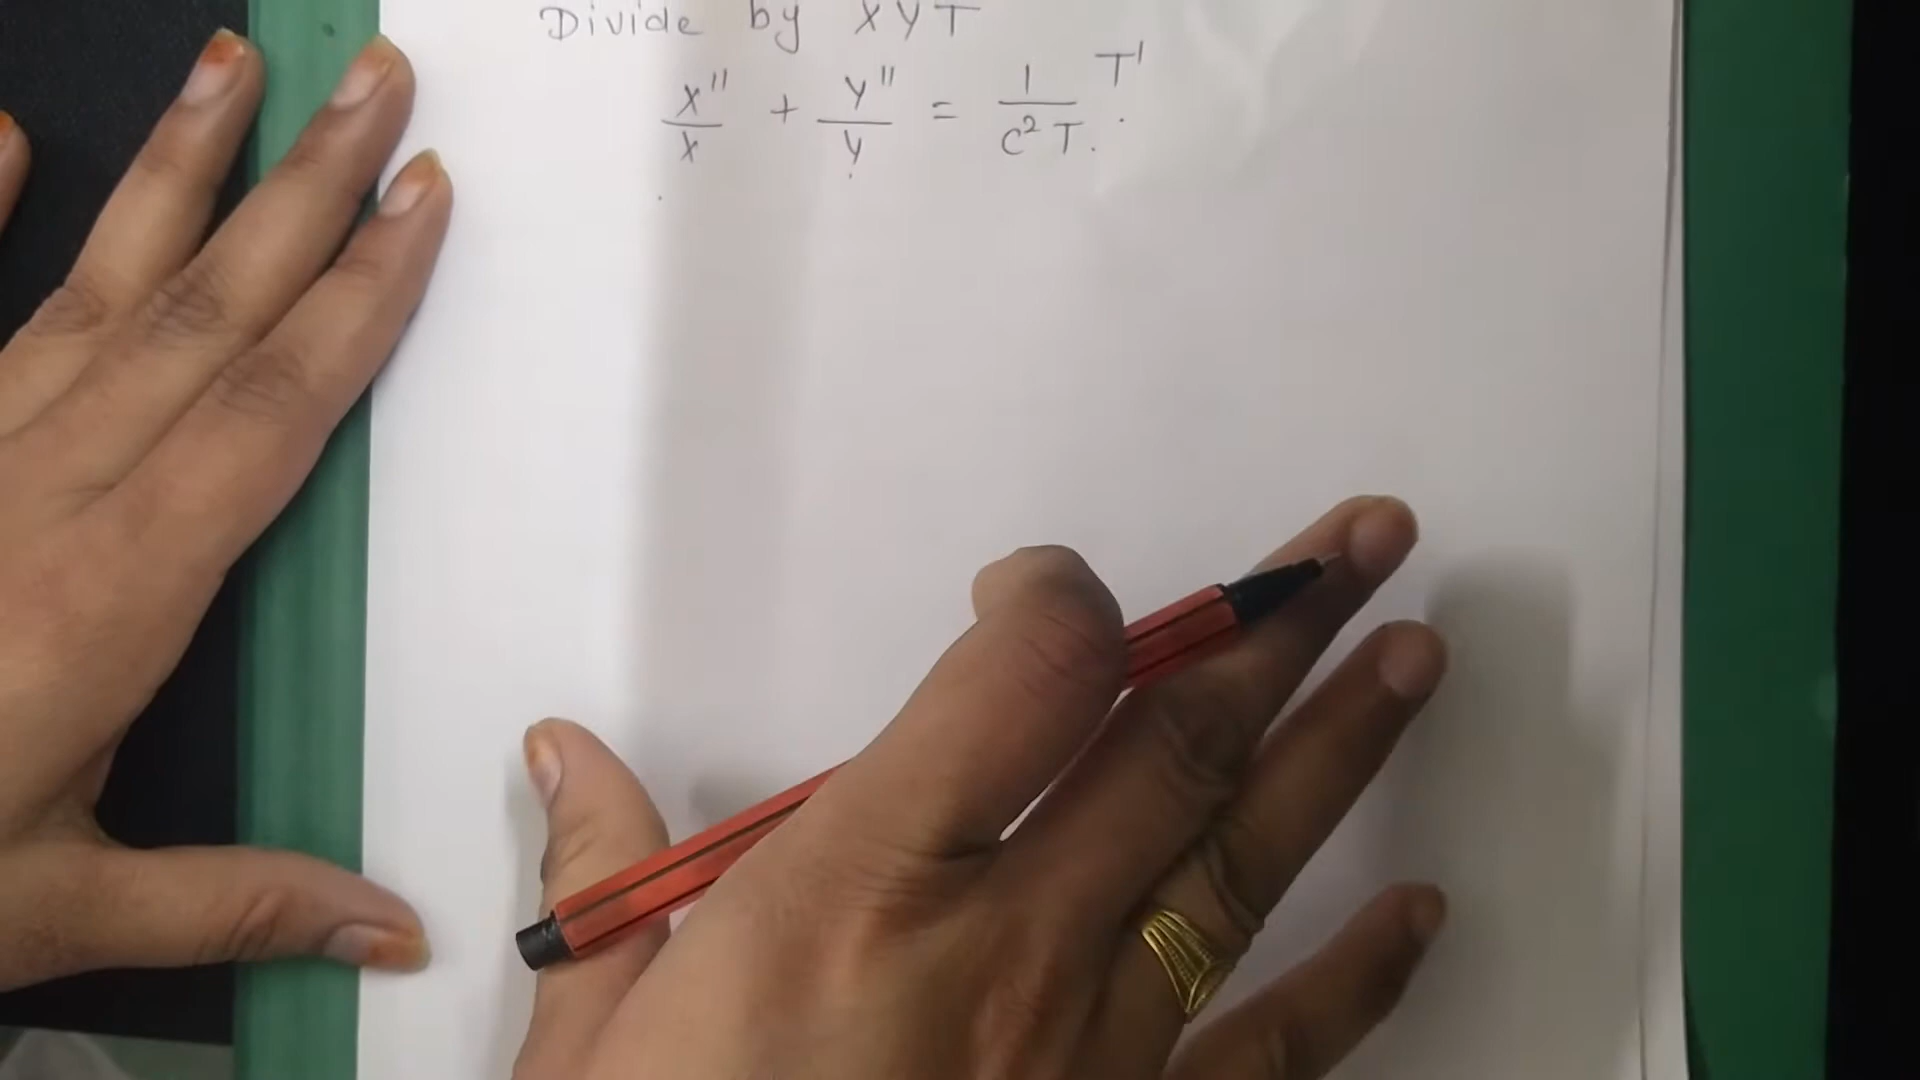 Divide by XYT
X''/X + Y''/Y = 1/C²T. T'